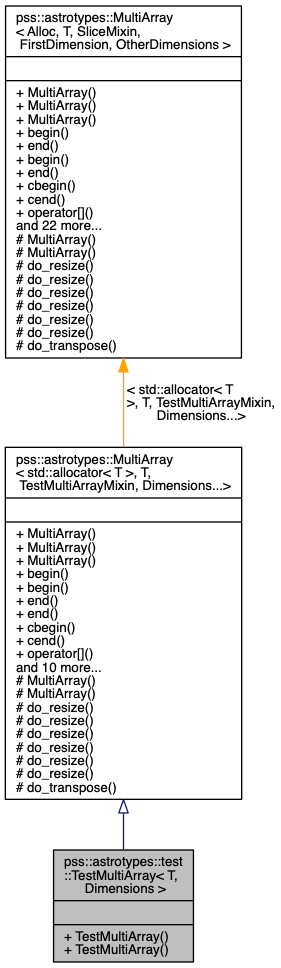 pss::astrotypes::MultiArray
< Alloc, T, SliceMixin,
FirstDimension, OtherDimensions >
+ MultiArray()
+ MultiArray()
+ MultiArray()
+ begin()
+ end()
+ begin()
+ end()
+ cbegin()
+ cend()
+ operator[]()
and 22 more...
# MultiArray()
# MultiArray()
# do_resize()
# do_resize()
# do_resize()
# do_resize()
# do_resize()
# do_resize()
# do_transpose()
< std::allocator< T
>, T, TestMultiArrayMixin,
Dimensions...>
pss::astrotypes::MultiArray
< std::allocator< T >, T,
TestMultiArrayMixin, Dimensions...>
+ MultiArray()
+ MultiArray()
+ MultiArray()
+ begin()
+ begin()
+ end()
+ end()
+ cbegin()
+ cend()
+ operator[]()
and 10 more...
# MultiArray()
# MultiArray()
# do_resize()
# do_resize()
# do_resize()
# do_resize()
# do_resize()
# do_resize()
# do_transpose()
pss::astrotypes::test
::TestMultiArray< T,
Dimensions >
+ TestMultiArray()
+ TestMultiArray()